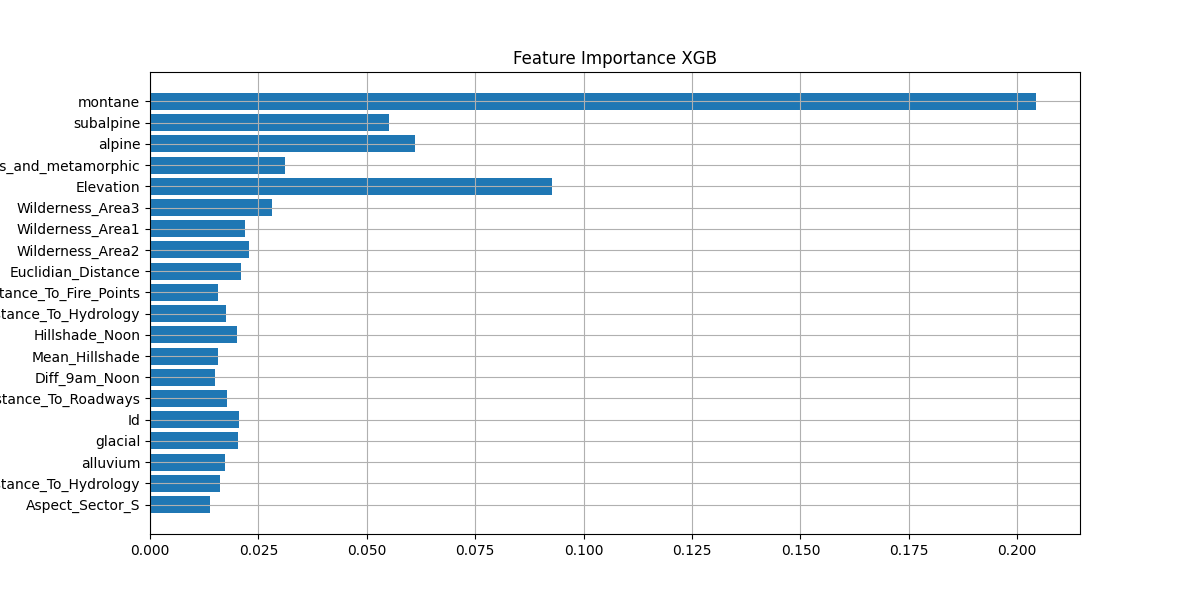 Feature Importance XGB
montane
subalpine
alpine
s_and_metamorphic
Elevation
Wilderness_Area3
Wilderness_Area1
Wilderness_Area2
Euclidian_Distance
tance_To_Fire_Points
tance_To_Hydrology
Hillshade_Noon
Mean_Hillshade
Diff_9am_Noon
stance_To_Roadways
Id
glacial
alluvium
tance_To_Hydrology
Aspect_Sector_S
0.000 0.025 0.050 0.075 0.100 0.125 0.150 0.175 0.200